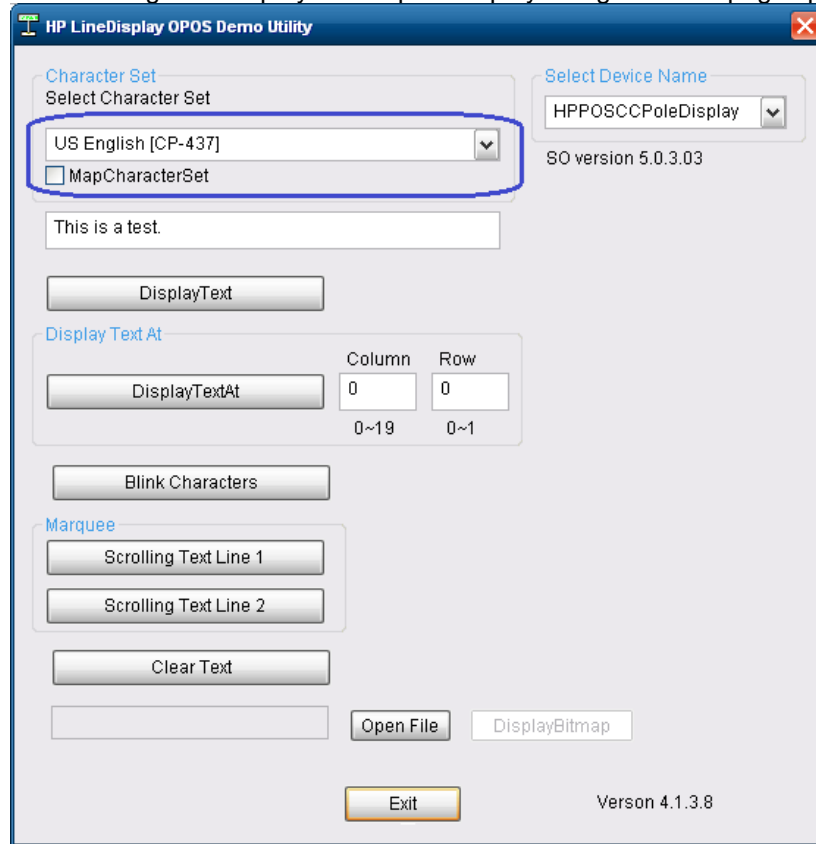 HP LineDisplay OPOS Demo Utility
Character Set
Select Character Set
US English [CP-437]
MapCharacterSet
Select Device Name
HPPOSCCPoleDisplay
SO version 5.0.3.03
This is a test.
DisplayText
Display Text At
Column Row
DisplayTextAt 0 0
0~19 0~1
Blink Characters
Marquee
Scrolling Text Line 1
Scrolling Text Line 2
Clear Text
Open File DisplayBitmap
Exit Verson 4.1.3.8